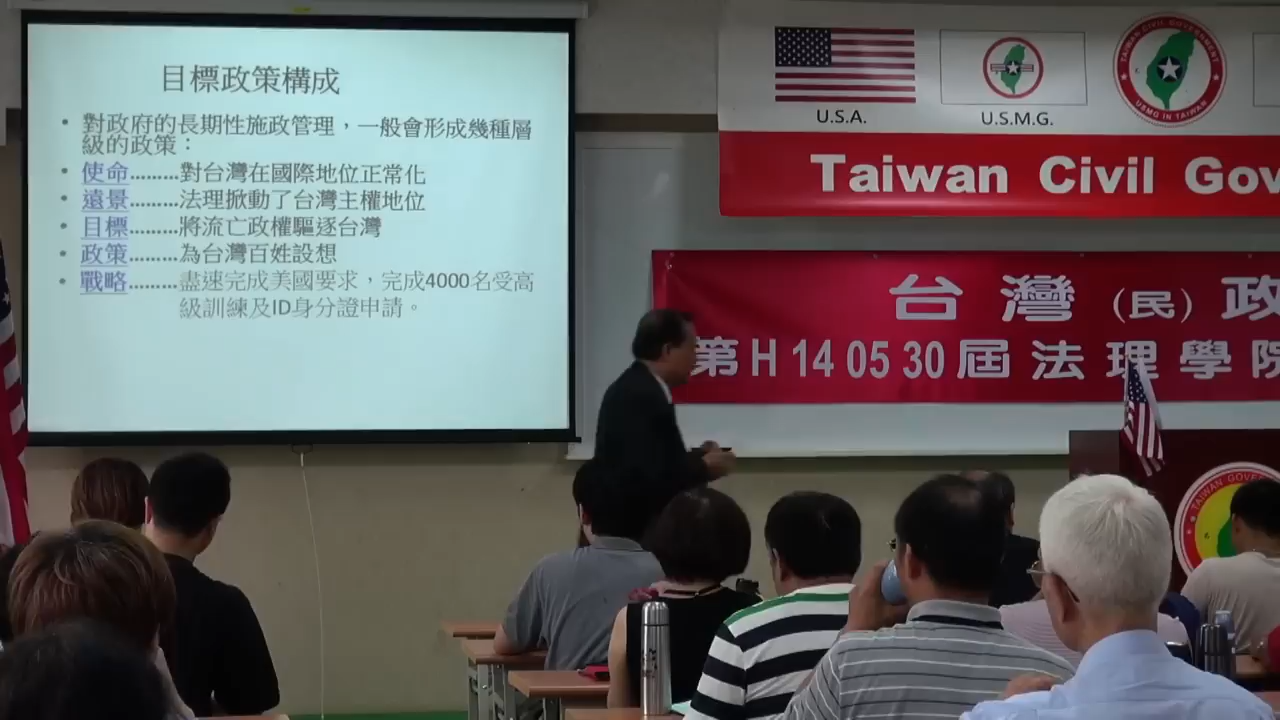 目標政策構成
• 對政府的長期性施政管理，一般會形成幾種層
級的政策：
• 使命………對台灣在國際地位正常化
• 遠景………法理掀動了台灣主權地位
• 目標………將流亡政權驅逐台灣
• 政策………為台灣百姓設想
• 戰略………盡速完成美國要求，完成4000名受高
級訓練及ID身分證申請。
U.S.A.
U.S.M.G.
TAIWAN CIVIL GOVERNMENT
USMG IN TAIWAN
Taiwan Civil Gov
台灣（民）政
第H 14 05 30屆法理學院
TAIWAN GOVER